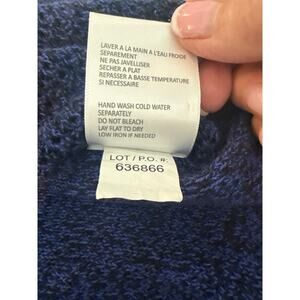 LAVER A LA MAIN A L'EAU FROIDE
SEPAREMENT
NE PAS JAVELLISER
SECHER A PLAT
REPASSER A BASSE TEMPERATURE
SI NECESSAIRE
HAND WASH COLD WATER
SEPARATELY
DO NOT BLEACH
LAY FLAT TO DRY
LOW IRON IF NEEDED
LOT / P.O. #:
636866